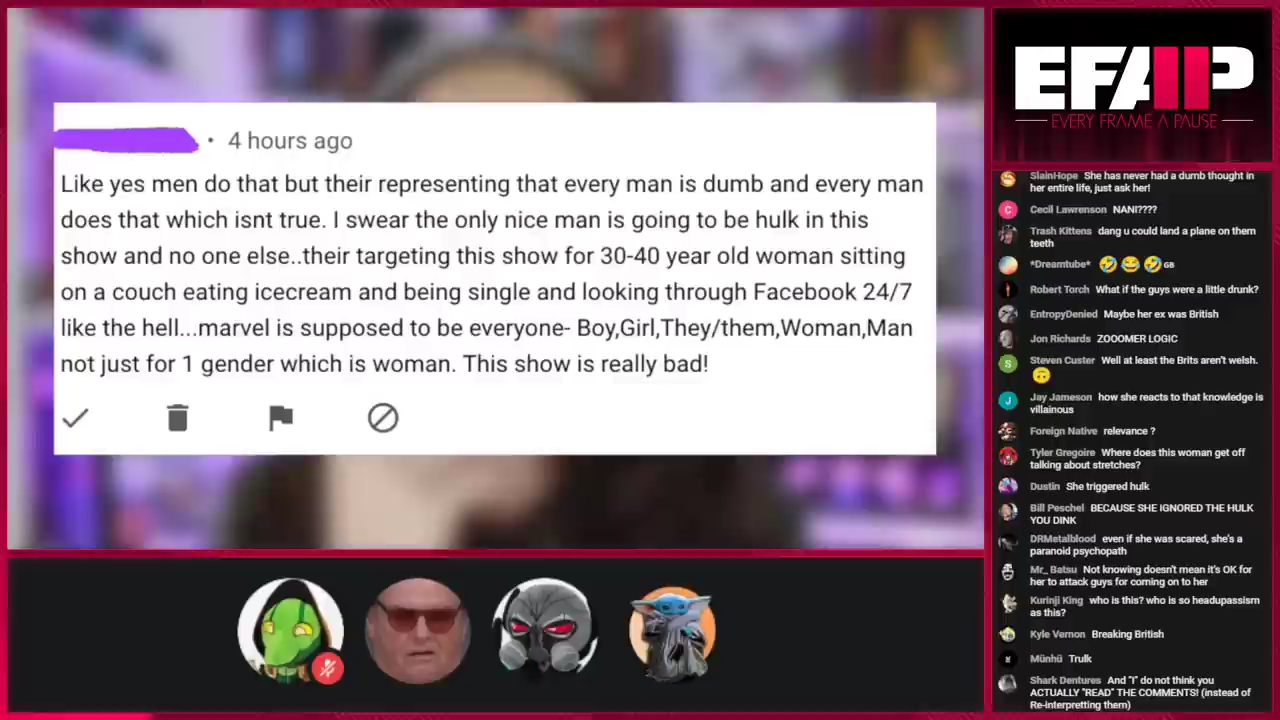 4 hours ago
Like yes men do that but their representing that every man is dumb and every man
does that which isnt true. I swear the only nice man is going to be hulk in this
show and no one else..their targeting this show for 30-40 year old woman sitting
on a couch eating icecream and being single and looking through Facebook 24/7
like the hell...marvel is supposed to be everyone- Boy,Girl,They/them,Woman,Man
not just for 1 gender which is woman. This show is really bad!
EFAP
EVERY FRAME A PAUSE
SlainHope She has never had a dumb thought in
her entire life, just ask her!
Cecil Lawrenson NANI????
Trash Kittens dang u could land a plane on them
teeth
*Dreamtube* 🤣😂🤣GB
Robert Torch What if the guys were a little drunk?
EntropyDenied Maybe her ex was British
Jon Richards ZOOOMER LOGIC
Steven Custer Well at least the Brits aren't welsh.
🙃
Jay Jameson how she reacts to that knowledge is
villainous
Foreign Native relevance ?
Tyler Gregoire Where does this woman get off
talking about stretches?
Dustin She triggered hulk
Bill Peschel BECAUSE SHE IGNORED THE HULK
YOU DINK
DRMetalblood even if she was scared, she's a
paranoid psychopath
Mr_ Batsu Not knowing doesn't mean it's OK for
her to attack guys for coming on to her
Kurinji King who is this? who is so headupassism
as this?
Kyle Vernon Breaking British
Münhü Trulk
Shark Dentures And "I" do not think you
ACTUALLY "READ" THE COMMENTS! (instead of
Re-interpretting them)